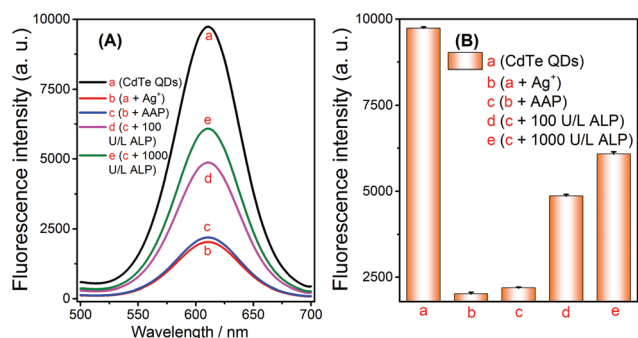 (A)
Fluorescence intensity (a. u.)
10000
7500
5000
2500
0
500
550
600
650
700
Wavelength / nm
a (CdTe QDs)
b (a + Ag⁺)
c (b + AAP)
d (c + 100
U/L ALP)
e (c + 1000
U/L ALP)
a
e
d
c
b
(B)
Fluorescence intensity (a. u.)
10000
7500
5000
2500
a (CdTe QDs)
b (a + Ag⁺)
c (b + AAP)
d (c + 100 U/L ALP)
e (c + 1000 U/L ALP)
a
b
c
d
e